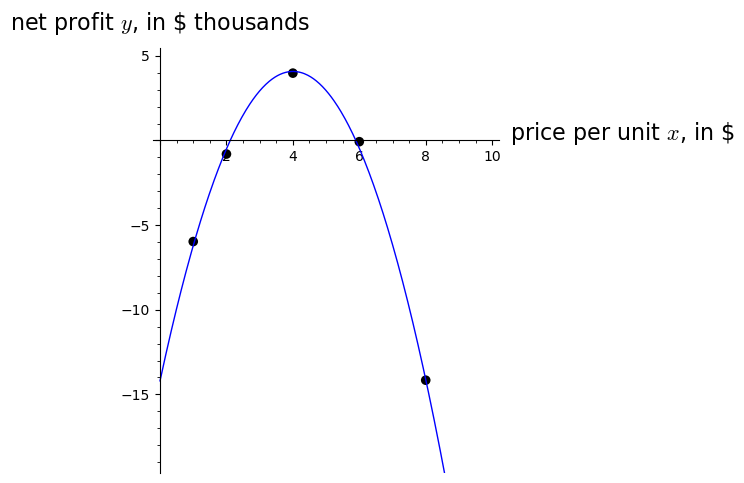 net profit y, in $ thousands
5
price per unit x, in $
2 4 6 8 10
−5
−10
−15